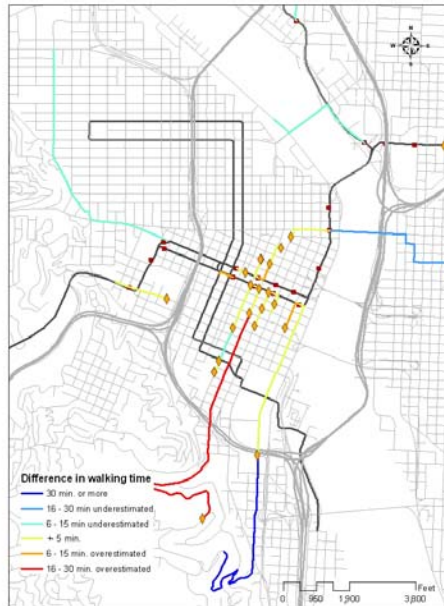 N
W E
S
Difference in walking time
30 min. or more
16 - 30 min underestimated
6 - 15 min underestimated
+ 5 min.
6 - 15 min. overestimated
16 - 30 min. overestimated
Feet
0 950 1,900 3,800